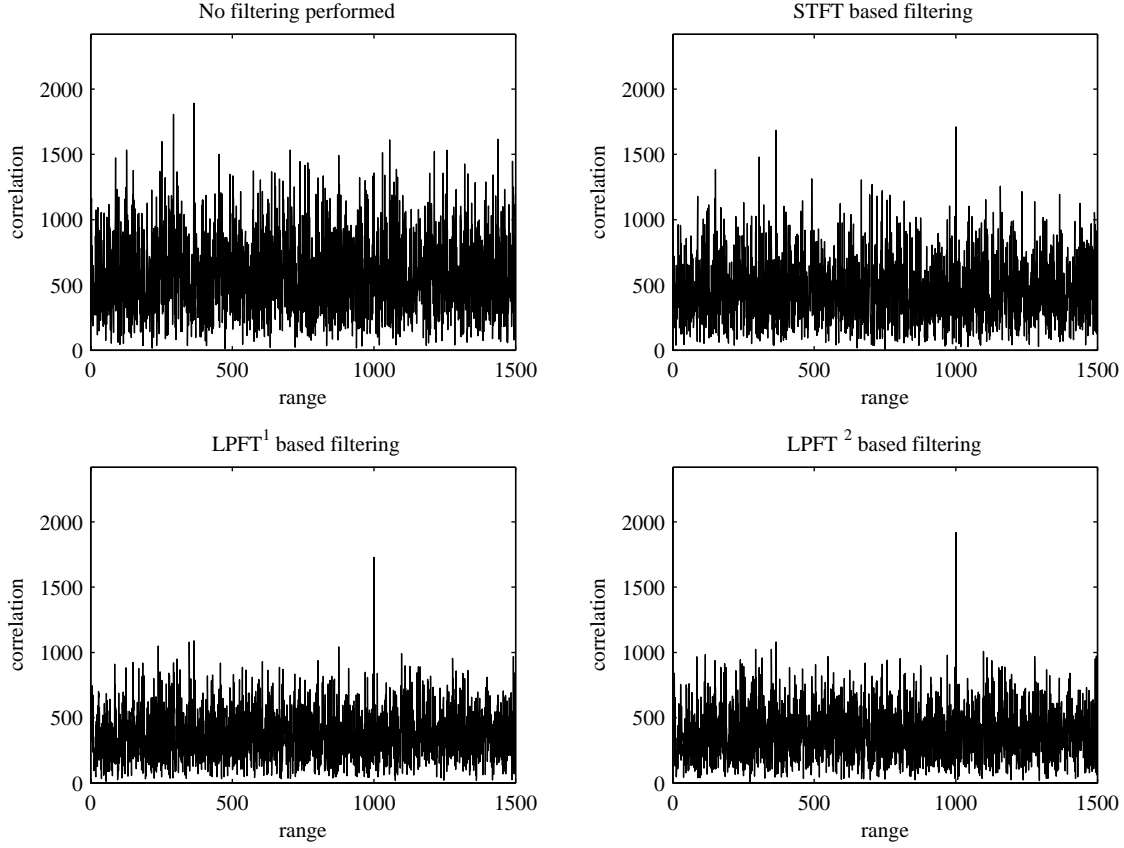 No filtering performed
correlation
2000
1500
1000
500
0
0 500 1000 1500
range
STFT based filtering
correlation
2000
1500
1000
500
0
0 500 1000 1500
range
LPFT¹ based filtering
correlation
2000
1500
1000
500
0
0 500 1000 1500
range
LPFT ² based filtering
correlation
2000
1500
1000
500
0
0 500 1000 1500
range